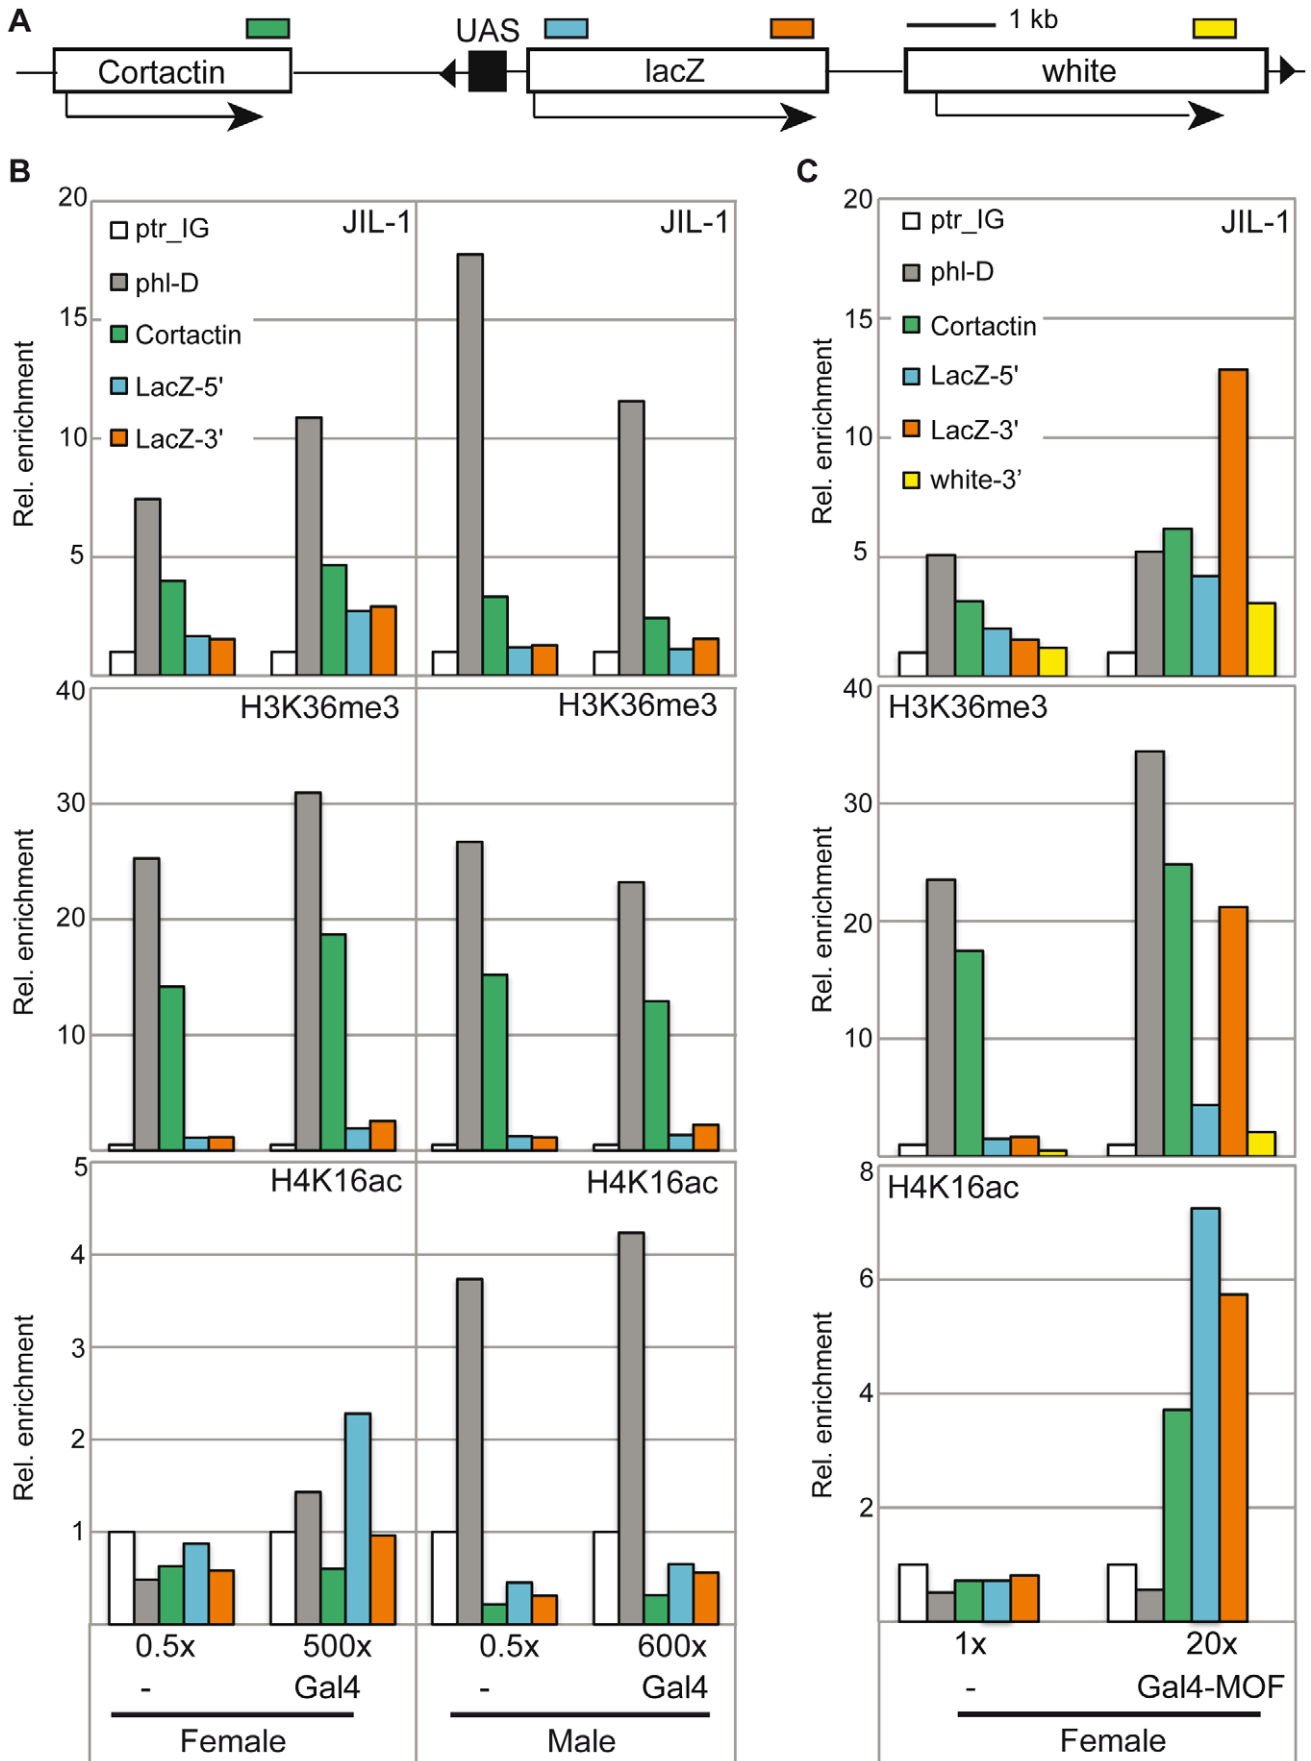 A
UAS
1 kb
Cortactin
lacZ
white
B
20
15
10
5
Rel. enrichment
ptr_IG
phl-D
Cortactin
LacZ-5'
LacZ-3'
JIL-1
JIL-1
40
30
20
10
Rel. enrichment
H3K36me3
H3K36me3
5
4
3
2
1
Rel. enrichment
H4K16ac
H4K16ac
0.5x
500x
0.5x
600x
-
Gal4
-
Gal4
Female
Male
C
20
15
10
5
Rel. enrichment
ptr_IG
phl-D
Cortactin
LacZ-5'
LacZ-3'
white-3’
JIL-1
40
30
20
10
Rel. enrichment
H3K36me3
8
6
4
2
Rel. enrichment
H4K16ac
1x
20x
-
Gal4-MOF
Female